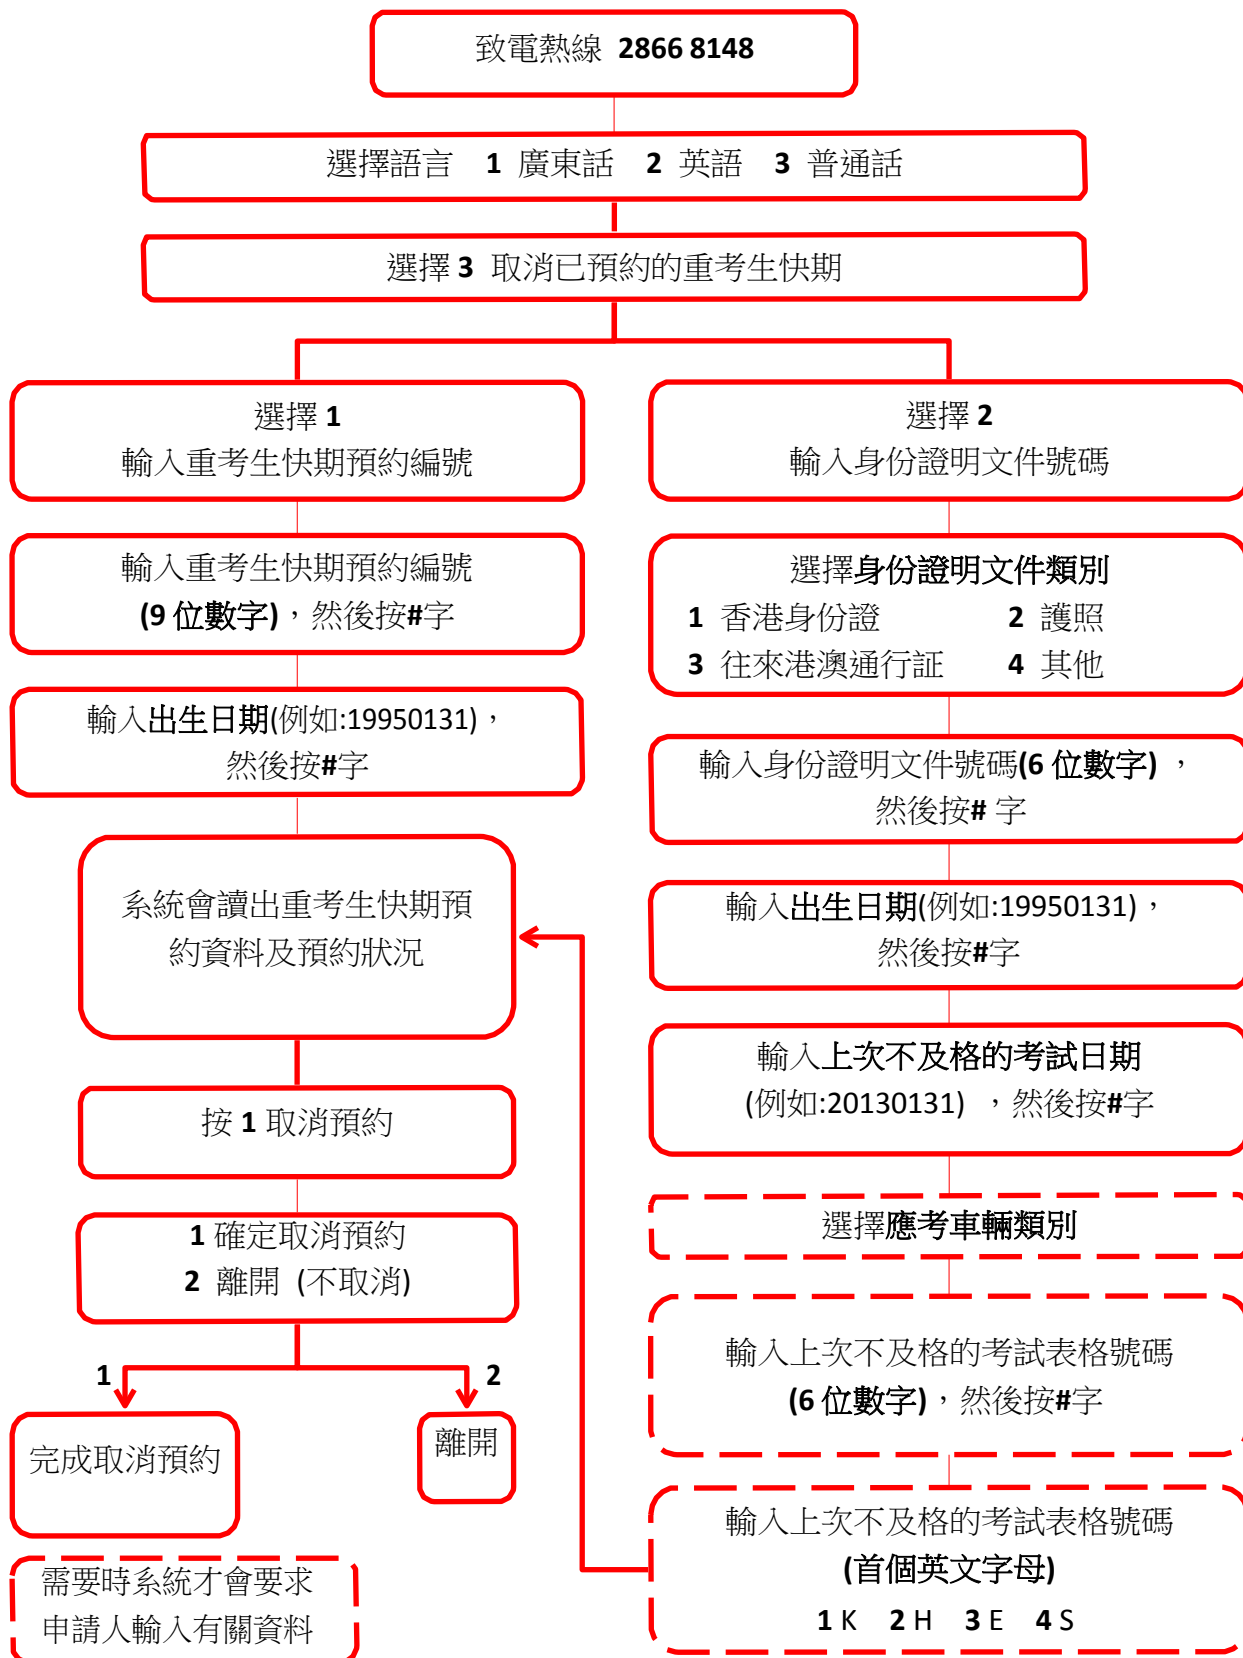 致電熱線 2866 8148
選擇語言 1 廣東話 2 英語 3 普通話
選擇 3 取消已預約的重考生快期
選擇 1
輸入重考生快期預約編號
輸入重考生快期預約編號
(9 位數字)，然後按#字
輸入出生日期(例如:19950131)，
然後按#字
系統會讀出重考生快期預
約資料及預約狀況
按 1 取消預約
1 確定取消預約
2 離開 (不取消)
1
2
完成取消預約
離開
需要時系統才會要求
申請人輸入有關資料
選擇 2
輸入身份證明文件號碼
選擇身份證明文件類別
1 香港身份證 2 護照
3 往來港澳通行証 4 其他
輸入身份證明文件號碼(6 位數字) ，
然後按# 字
輸入出生日期(例如:19950131)，
然後按#字
輸入上次不及格的考試日期
(例如:20130131) ，然後按#字
選擇應考車輛類別
輸入上次不及格的考試表格號碼
(6 位數字)，然後按#字
輸入上次不及格的考試表格號碼
(首個英文字母)
1 K 2 H 3 E 4 S